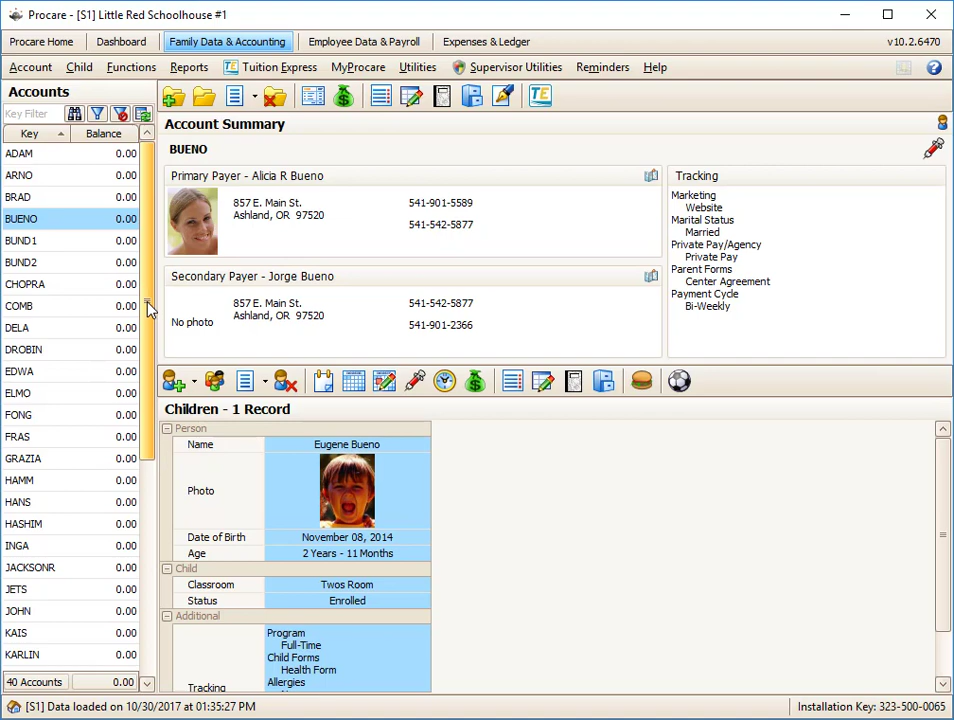 Procare - [S1] Little Red Schoolhouse #1
Procare Home Dashboard Family Data & Accounting Employee Data & Payroll Expenses & Ledger v10.2.6470
Account Child Functions Reports TE Tuition Express MyProcare Utilities Supervisor Utilities Reminders Help
Accounts
Key Filter
Key Balance
ADAM 0.00
ARNO 0.00
BRAD 0.00
BUENO 0.00
BUND1 0.00
BUND2 0.00
CHOPRA 0.00
COMB 0.00
DELA 0.00
DROBIN 0.00
EDWA 0.00
ELMO 0.00
FONG 0.00
FRAS 0.00
GRAZIA 0.00
HAMM 0.00
HANS 0.00
HASHIM 0.00
INGA 0.00
JACKSONR 0.00
JETS 0.00
JOHN 0.00
KAIS 0.00
KARLIN 0.00
40 Accounts 0.00
TE
Account Summary
BUENO
Primary Payer - Alicia R Bueno
857 E. Main St.
Ashland, OR 97520
541-901-5589
541-542-5877
Secondary Payer - Jorge Bueno
No photo
857 E. Main St.
Ashland, OR 97520
541-542-5877
541-901-2366
Tracking
Marketing
Website
Marital Status
Married
Private Pay/Agency
Private Pay
Parent Forms
Center Agreement
Payment Cycle
Bi-Weekly
Children - 1 Record
Person
Name Eugene Bueno
Photo
Date of Birth November 08, 2014
Age 2 Years - 11 Months
Child
Classroom Twos Room
Status Enrolled
Additional
Tracking
Program
Full-Time
Child Forms
Health Form
Allergies
[S1] Data loaded on 10/30/2017 at 01:35:27 PM
Installation Key: 323-500-0065